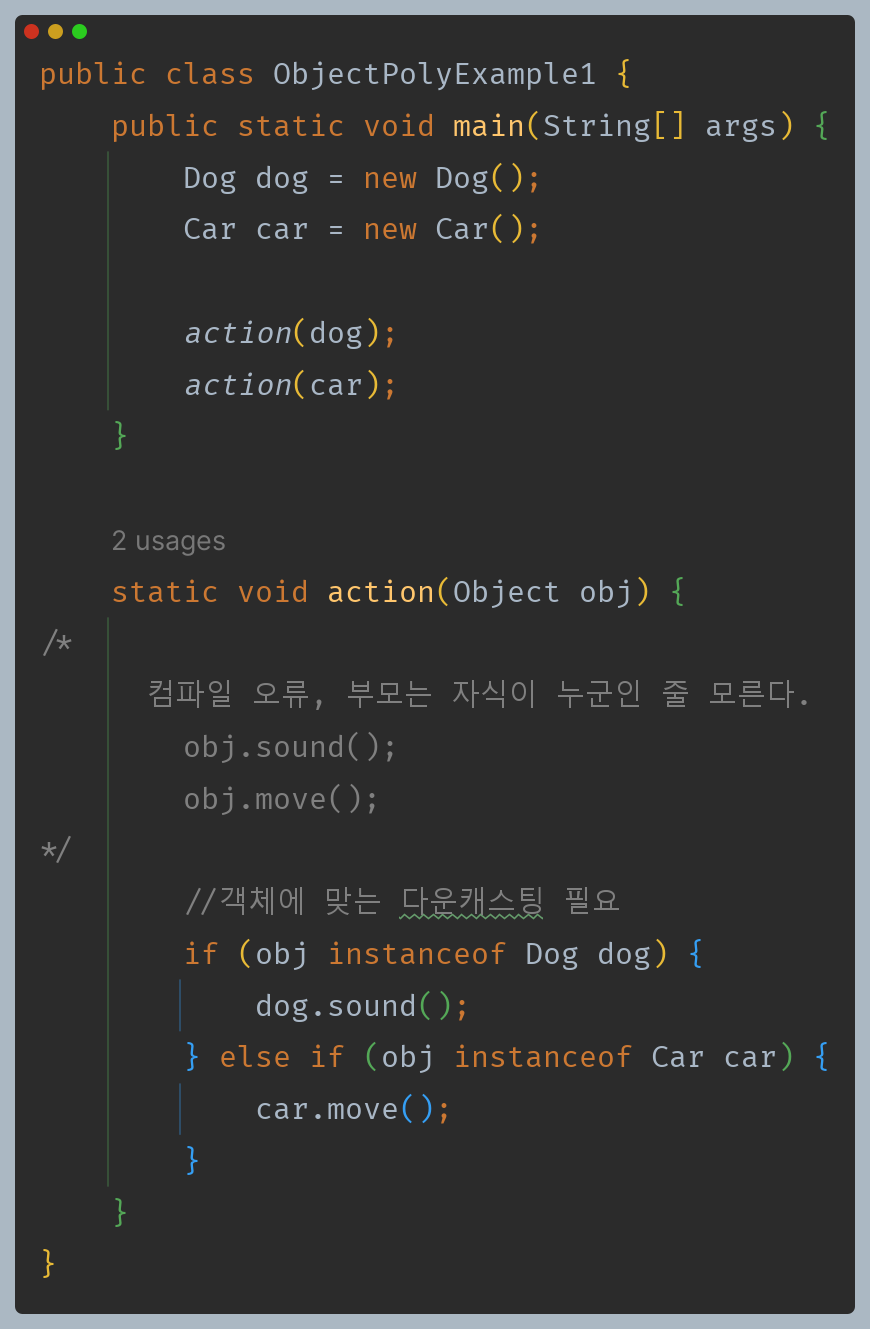 public class ObjectPolyExample1 {
    public static void main(String[] args) {
        Dog dog = new Dog();
        Car car = new Car();

        action(dog);
        action(car);
    }

    2 usages
    static void action(Object obj) {
/*
      컴파일 오류, 부모는 자식이 누군인 줄 모른다.
        obj.sound();
        obj.move();
*/
        //객체에 맞는 다운캐스팅 필요
        if (obj instanceof Dog dog) {
            dog.sound();
        } else if (obj instanceof Car car) {
            car.move();
        }
    }
}